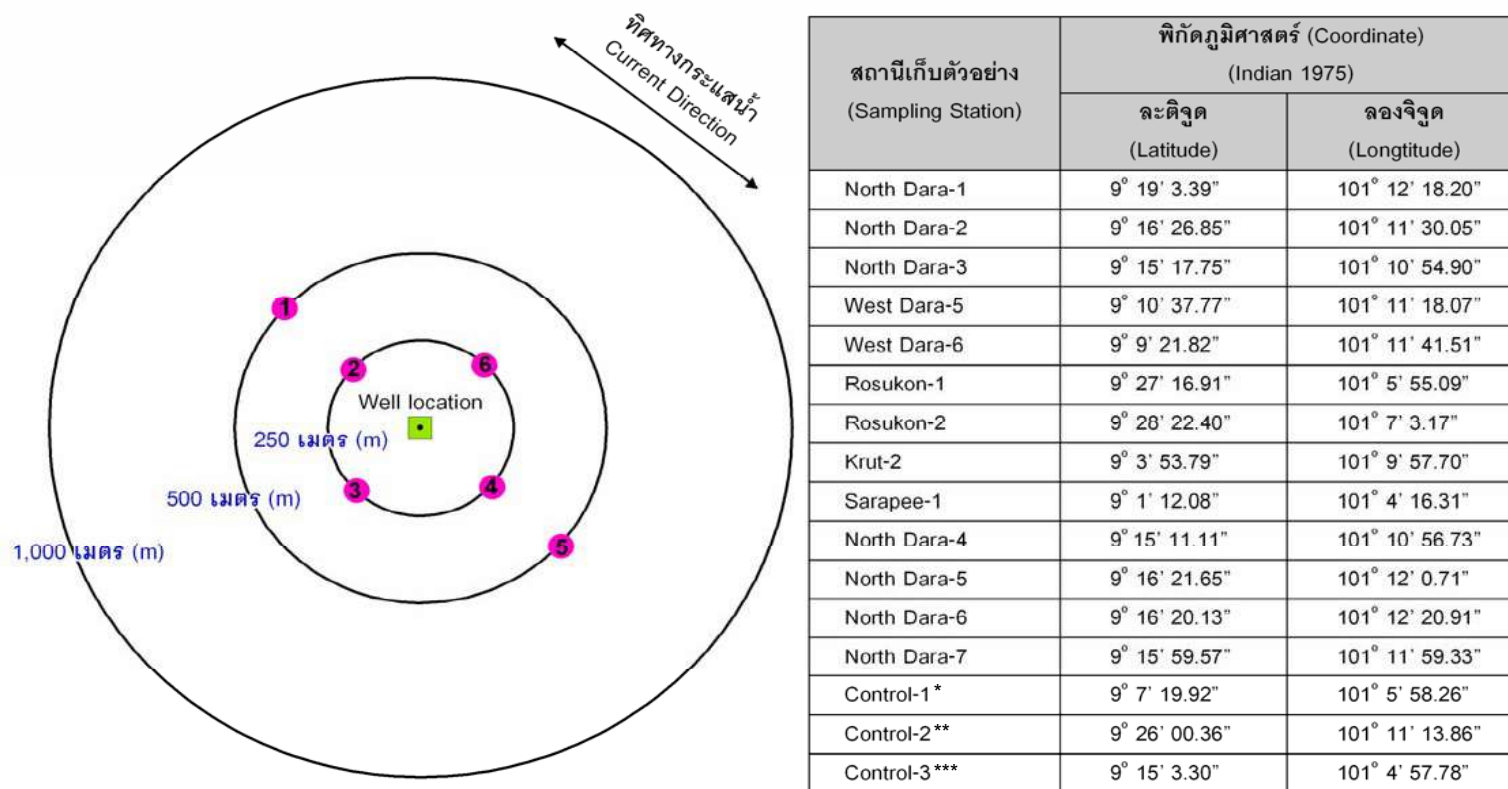 ทิศทางกระแสน้ำ
Current Direction
1
2
6
Well location
250 เมตร (m)
3
4
500 เมตร (m)
5
1,000 เมตร (m)
สถานีเก็บตัวอย่าง
(Sampling Station)
พิกัดภูมิศาสตร์ (Coordinate)
(Indian 1975)
ละติจูด
(Latitude)
ลองจิจูด
(Longtitude)
North Dara-1 9° 19' 3.39" 101° 12' 18.20"
North Dara-2 9° 16' 26.85" 101° 11' 30.05"
North Dara-3 9° 15' 17.75" 101° 10' 54.90"
West Dara-5 9° 10' 37.77" 101° 11' 18.07"
West Dara-6 9° 9' 21.82" 101° 11' 41.51"
Rosukon-1 9° 27' 16.91" 101° 5' 55.09"
Rosukon-2 9° 28' 22.40" 101° 7' 3.17"
Krut-2 9° 3' 53.79" 101° 9' 57.70"
Sarapee-1 9° 1' 12.08" 101° 4' 16.31"
North Dara-4 9° 15' 11.11" 101° 10' 56.73"
North Dara-5 9° 16' 21.65" 101° 12' 0.71"
North Dara-6 9° 16' 20.13" 101° 12' 20.91"
North Dara-7 9° 15' 59.57" 101° 11' 59.33"
Control-1* 9° 7' 19.92" 101° 5' 58.26"
Control-2** 9° 26' 00.36" 101° 11' 13.86"
Control-3*** 9° 15' 3.30" 101° 4' 57.78"